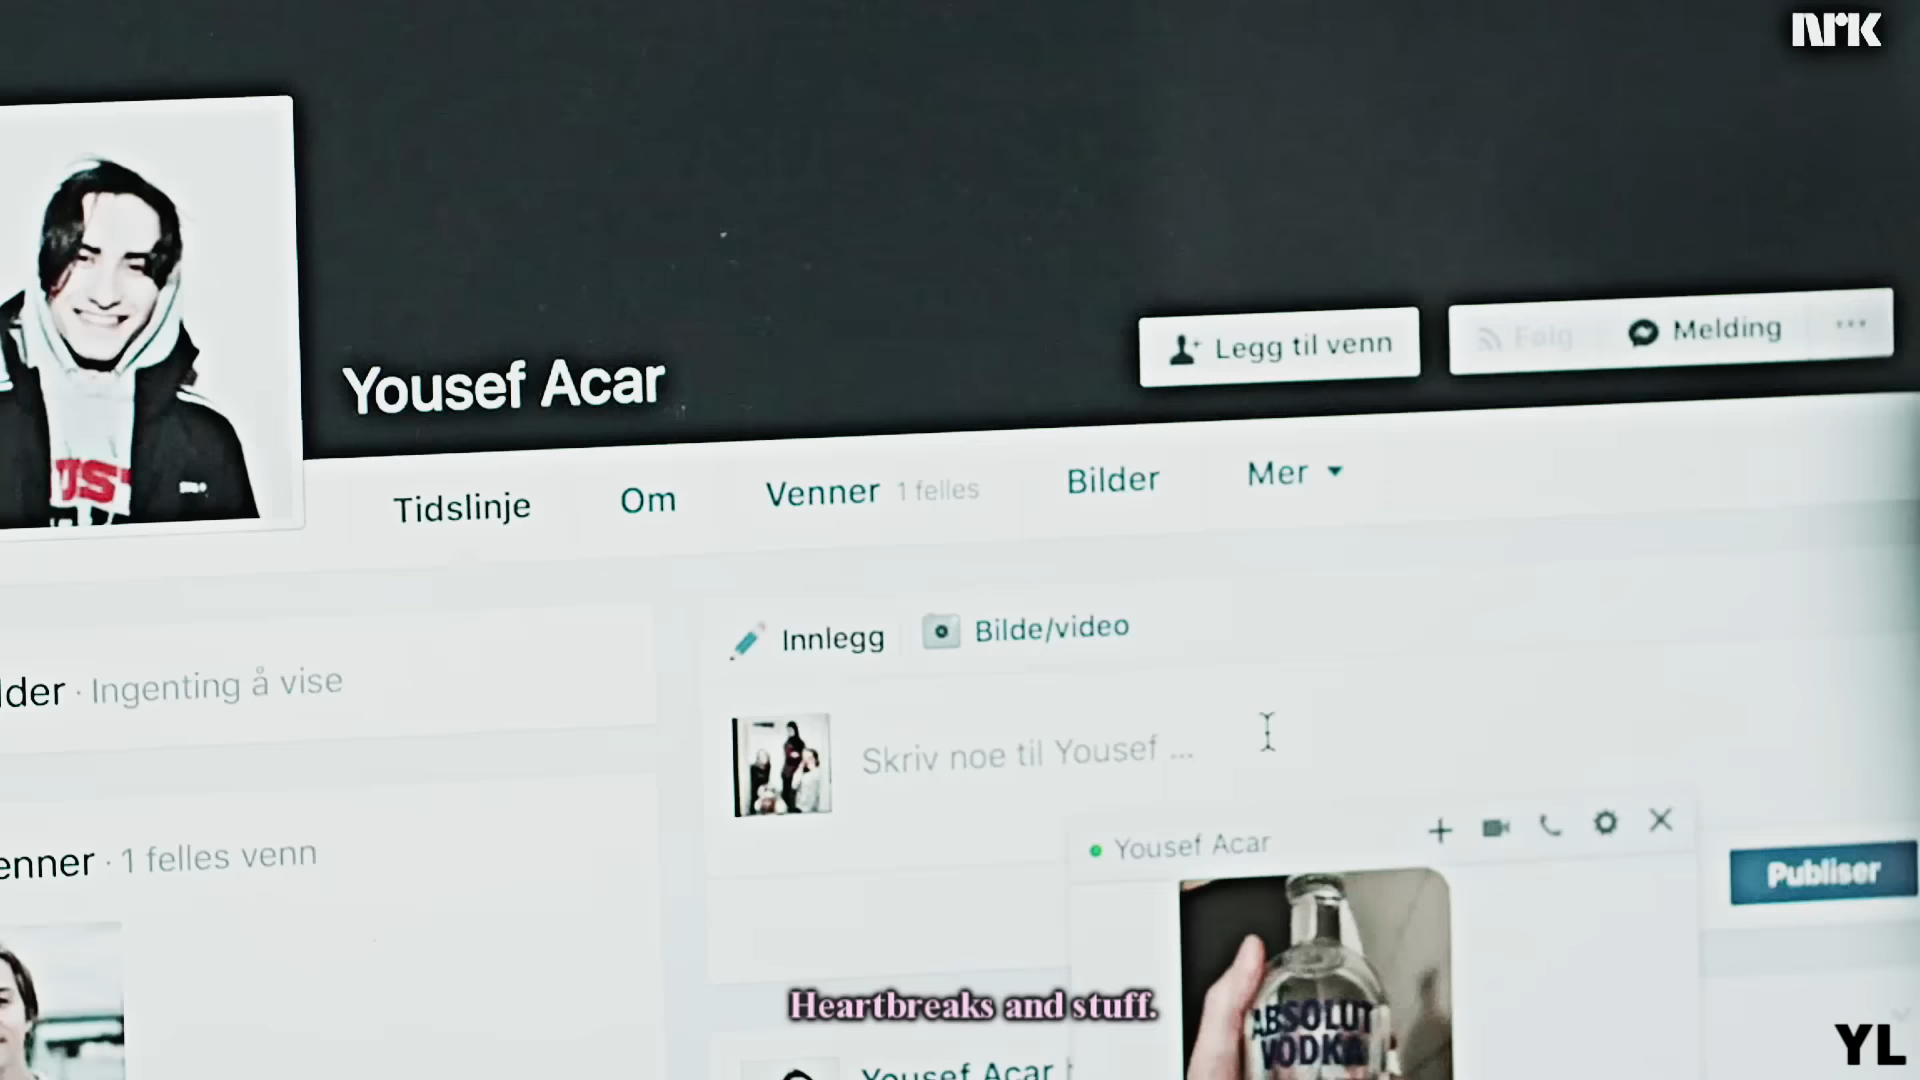 NRK
Yousef Acar
Legg til venn
Følg
Melding
UST
Tidslinje
Om
Venner 1 felles
Bilder
Mer
Innlegg
Bilde/video
lder · Ingenting å vise
Skriv noe til Yousef ...
enner · 1 felles venn
Yousef Acar
Publiser
Heartbreaks and stuff.
ABSOLUT
VODKA
YL
Yousef Acar